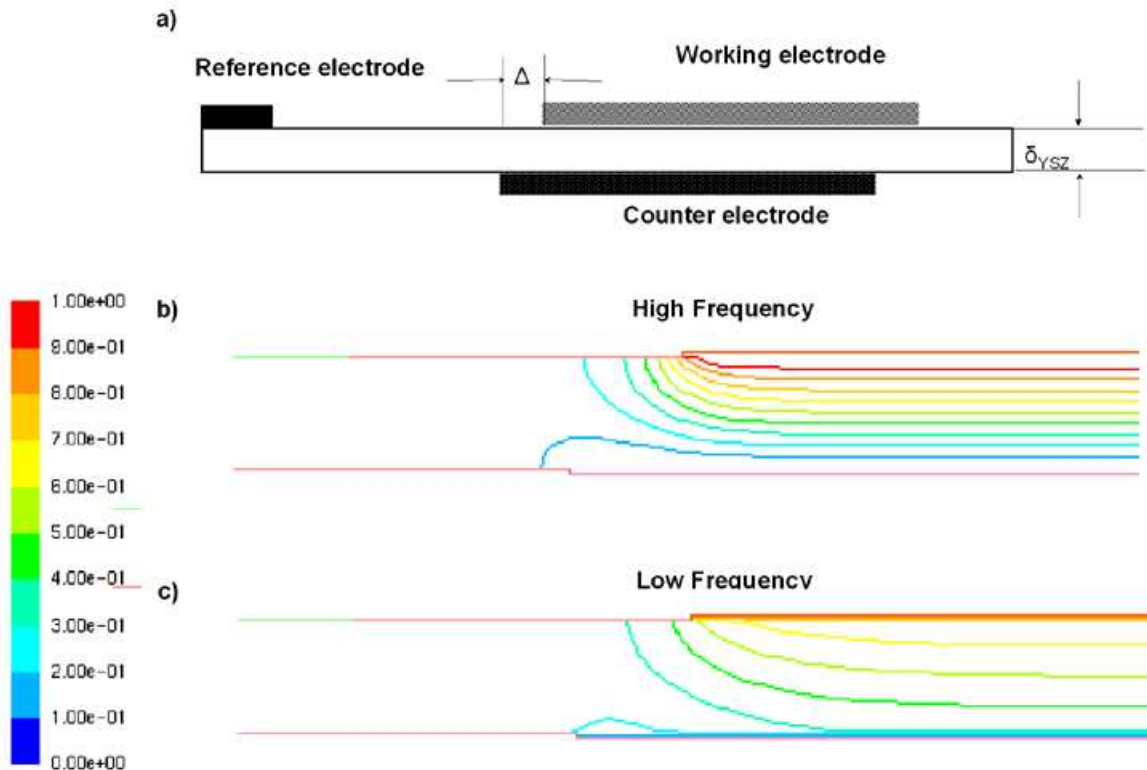 a)
Reference electrode
Δ
Working electrode
δYSZ
Counter electrode
b)
High Frequency
1.00e+00
9.00e-01
8.00e-01
7.00e-01
6.00e-01
5.00e-01
4.00e-01
3.00e-01
2.00e-01
1.00e-01
0.00e+00
c)
Low Frequency